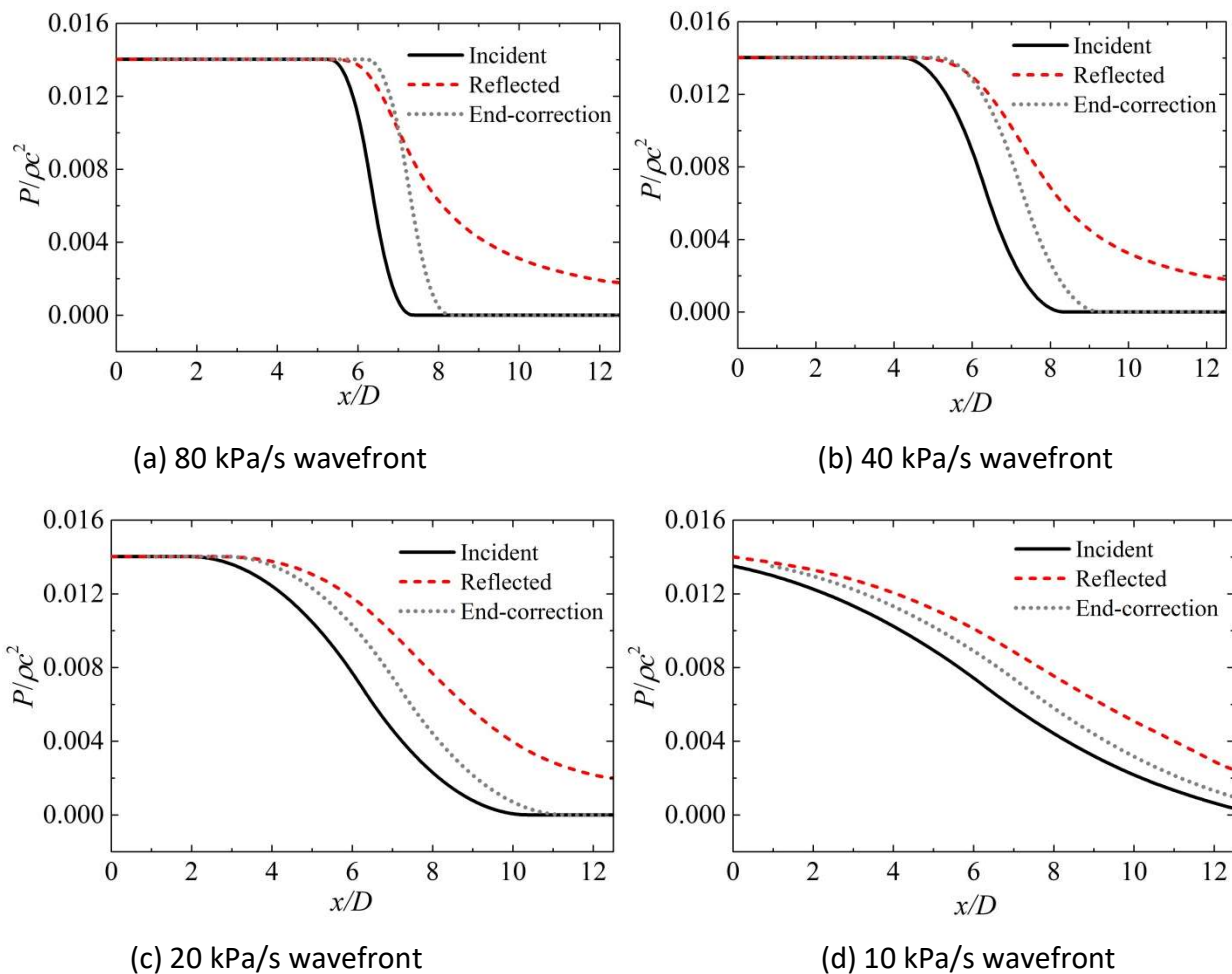 0.016
0.012
0.008
0.004
0.000
P/ρc²
Incident
Reflected
End-correction
0 2 4 6 8 10 12
x/D
(a) 80 kPa/s wavefront
0.016
0.012
0.008
0.004
0.000
P/ρc²
Incident
Reflected
End-correction
0 2 4 6 8 10 12
x/D
(b) 40 kPa/s wavefront
0.016
0.012
0.008
0.004
0.000
P/ρc²
Incident
Reflected
End-correction
0 2 4 6 8 10 12
x/D
(c) 20 kPa/s wavefront
0.016
0.012
0.008
0.004
0.000
P/ρc²
Incident
Reflected
End-correction
0 2 4 6 8 10 12
x/D
(d) 10 kPa/s wavefront